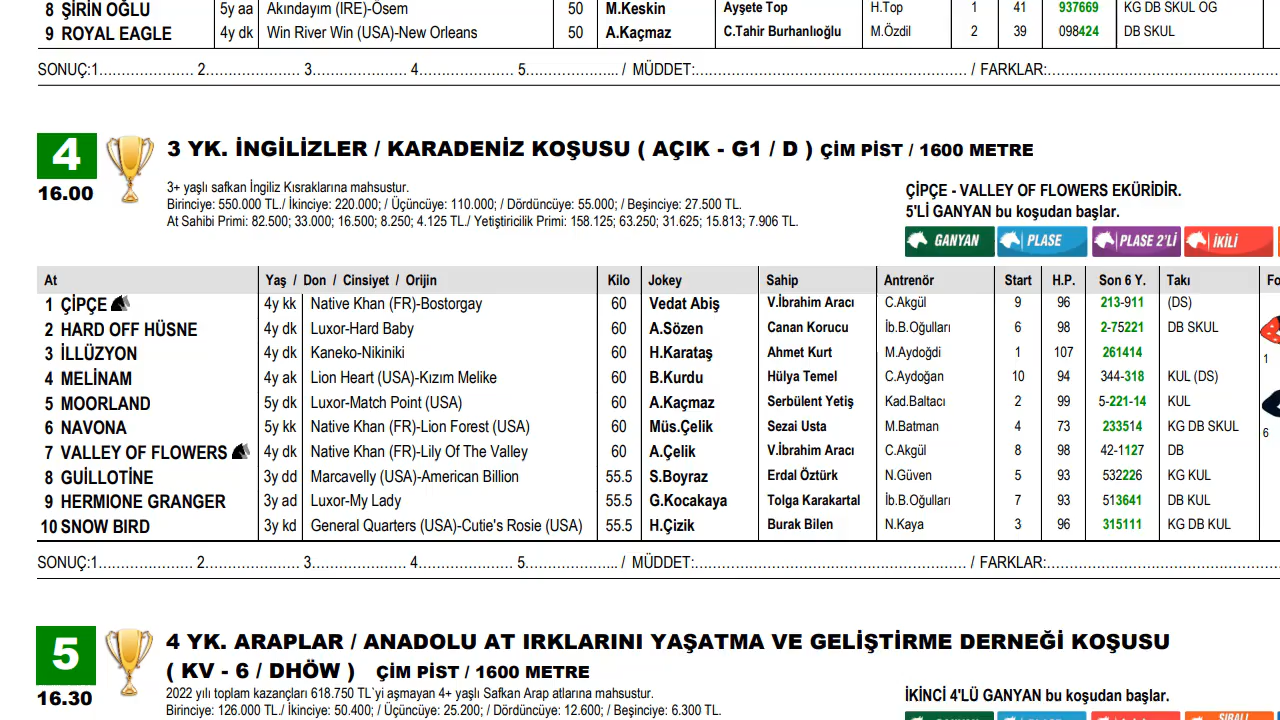 8 ŞİRİN OĞLU 5y aa Akındayım (IRE)-Ösem 50 M.Keskin Ayşete Top H.Top 1 41 937669 KG DB SKUL ÖG
9 ROYAL EAGLE 4y dk Win River Win (USA)-New Orleans 50 A.Kaçmaz C.Tahir Burhanlıoğlu M.Özdil 2 39 098424 DB SKUL
SONUÇ:1...................... 2...................... 3...................... 4...................... 5...................... / MÜDDET:............................................................... / FARKLAR:......................................................
4 3 YK. İNGİLİZLER / KARADENİZ KOŞUSU ( AÇIK - G1 / D ) ÇİM PİST / 1600 METRE
16.00
3+ yaşlı safkan İngiliz Kısraklarına mahsustur.
Birinciye: 550.000 TL./ İkinciye: 220.000; / Üçüncüye: 110.000; / Dördüncüye: 55.000; / Beşinciye: 27.500 TL.
At Sahibi Primi: 82.500; 33.000; 16.500; 8.250; 4.125 TL./ Yetiştiricilik Primi: 158.125; 63.250; 31.625; 15.813; 7.906 TL.
ÇİPÇE - VALLEY OF FLOWERS EKÜRİDİR.
5'Lİ GANYAN bu koşudan başlar.
GANYAN PLASE PLASE 2'Lİ İKİLİ
At Yaş / Don / Cinsiyet / Orijin Kilo Jokey Sahip Antrenör Start H.P. Son 6 Y. Takı Fo
1 ÇİPÇE 4y kk Native Khan (FR)-Bostorgay 60 Vedat Abiş V.İbrahim Aracı C.Akgül 9 96 213-911 (DS)
2 HARD OFF HÜSNE 4y dk Luxor-Hard Baby 60 A.Sözen Canan Korucu İb.B.Oğulları 6 98 2-75221 DB SKUL
3 İLLÜZYON 4y dk Kaneko-Nikiniki 60 H.Karataş Ahmet Kurt M.Aydoğdi 1 107 261414 1
4 MELİNAM 4y ak Lion Heart (USA)-Kızım Melike 60 B.Kurdu Hülya Temel C.Aydoğan 10 94 344-318 KUL (DS)
5 MOORLAND 5y dk Luxor-Match Point (USA) 60 A.Kaçmaz Serbülent Yetiş Kad.Baltacı 2 99 5-221-14 KUL
6 NAVONA 5y kk Native Khan (FR)-Lion Forest (USA) 60 Müs.Çelik Sezai Usta M.Batman 4 73 233514 KG DB SKUL 6
7 VALLEY OF FLOWERS 4y dk Native Khan (FR)-Lily Of The Valley 60 A.Çelik V.İbrahim Aracı C.Akgül 8 98 42-1127 DB
8 GUİLLOTİNE 3y dd Marcavelly (USA)-American Billion 55.5 S.Boyraz Erdal Öztürk N.Güven 5 93 532226 KG KUL
9 HERMIONE GRANGER 3y ad Luxor-My Lady 55.5 G.Kocakaya Tolga Karakartal İb.B.Oğulları 7 93 513641 DB KUL
10 SNOW BIRD 3y kd General Quarters (USA)-Cutie's Rosie (USA) 55.5 H.Çizik Burak Bilen N.Kaya 3 96 315111 KG DB KUL
SONUÇ:1...................... 2...................... 3...................... 4...................... 5...................... / MÜDDET:............................................................... / FARKLAR:......................................................
5 4 YK. ARAPLAR / ANADOLU AT IRKLARINI YAŞATMA VE GELİŞTİRME DERNEĞİ KOŞUSU
( KV - 6 / DHÖW ) ÇİM PİST / 1600 METRE
16.30
2022 yılı toplam kazançları 618.750 TL`yi aşmayan 4+ yaşlı Safkan Arap atlarına mahsustur.
Birinciye: 126.000 TL./ İkinciye: 50.400; / Üçüncüye: 25.200; / Dördüncüye: 12.600; / Beşinciye: 6.300 TL.
İKİNCİ 4'LÜ GANYAN bu koşudan başlar.